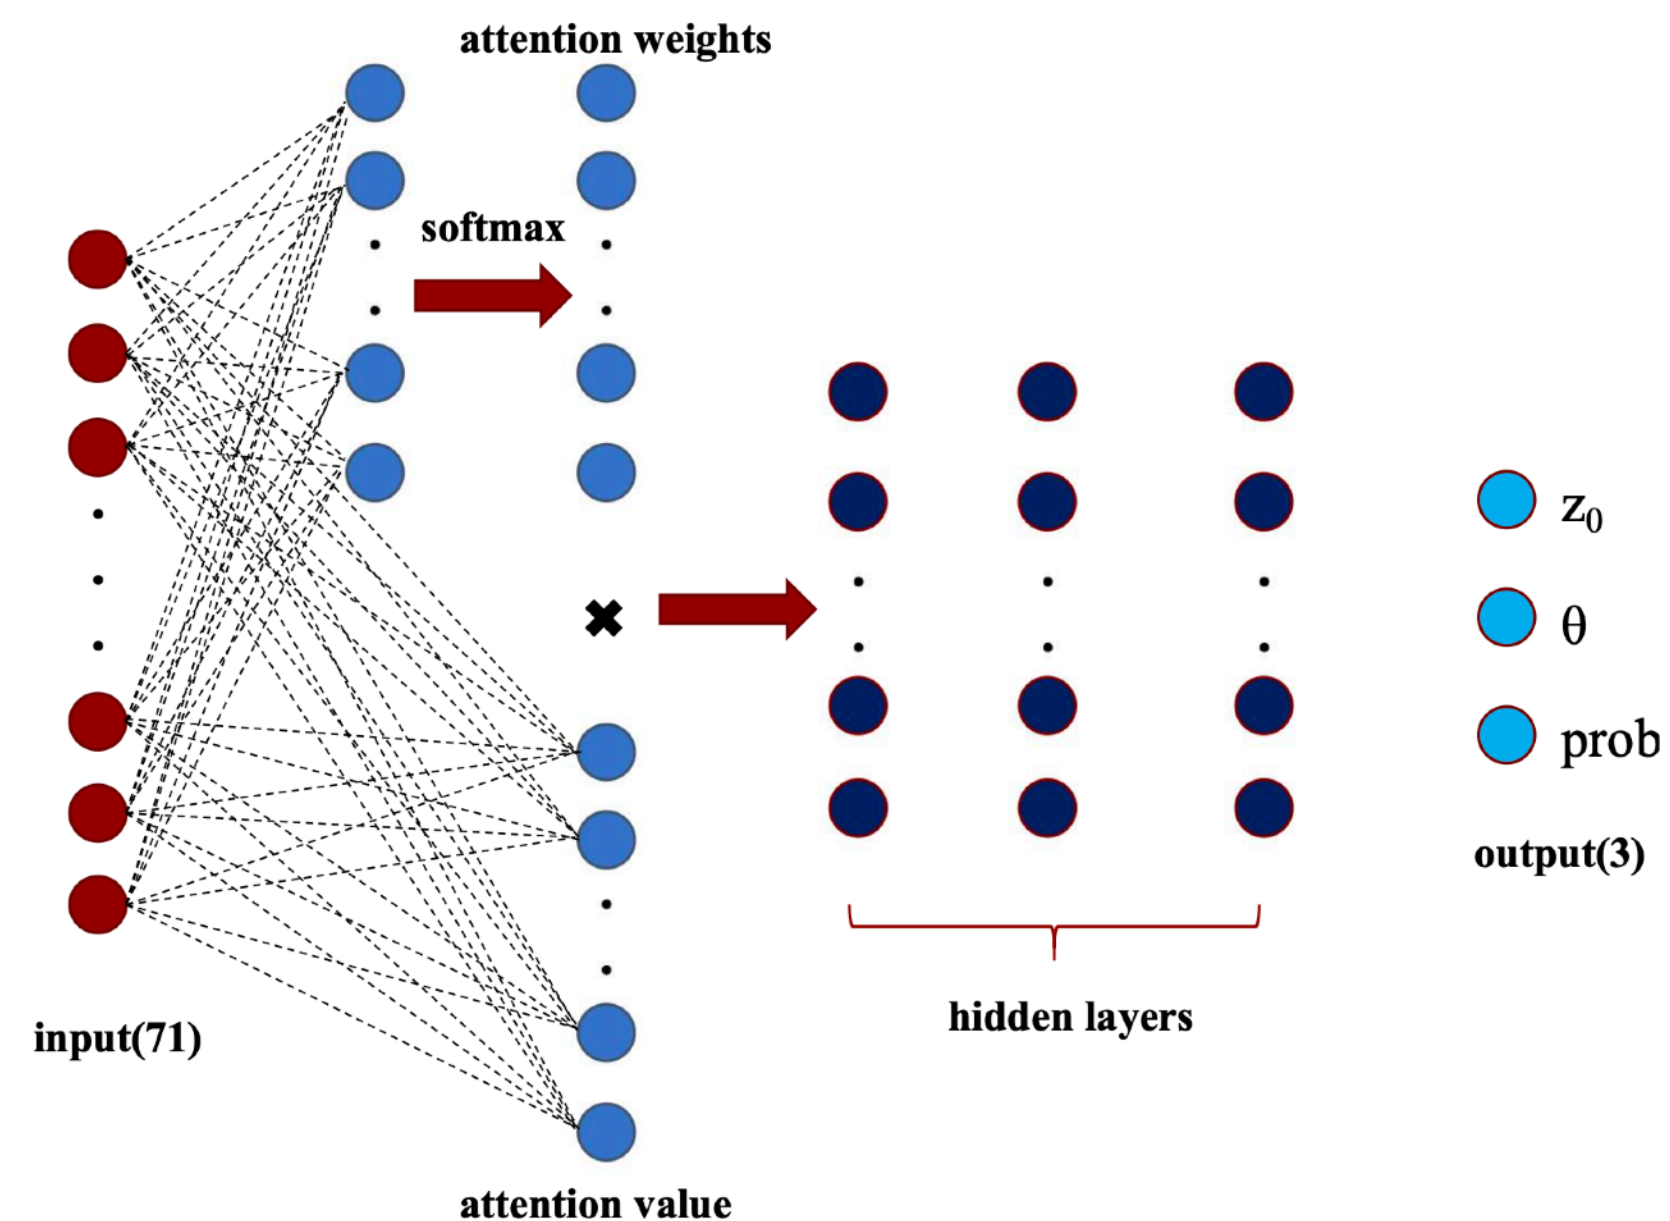 attention weights
softmax
z₀
θ
prob
output(3)
hidden layers
input(71)
attention value